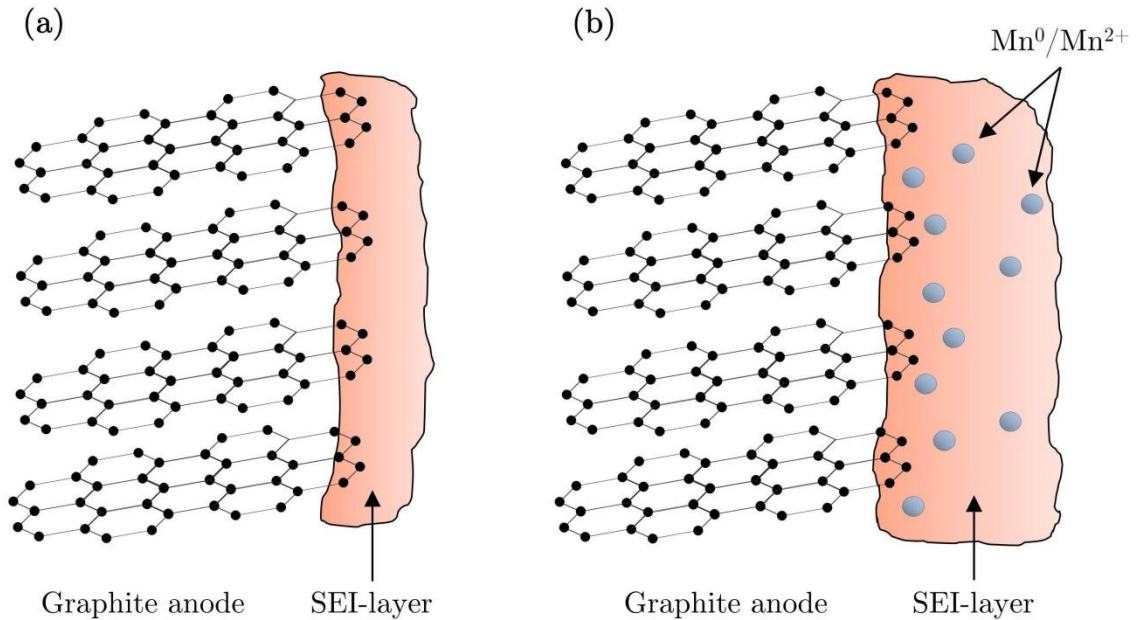 (a)
(b)
Mn⁰/Mn²⁺
Graphite anode
SEI-layer
Graphite anode
SEI-layer